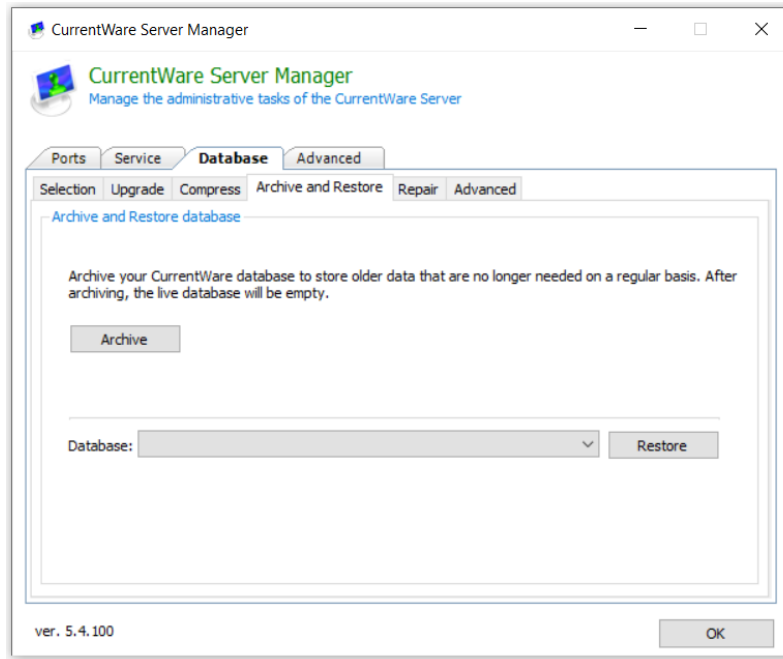 CurrentWare Server Manager
CurrentWare Server Manager
Manage the administrative tasks of the CurrentWare Server
Ports Service Database Advanced
Selection Upgrade Compress Archive and Restore Repair Advanced
Archive and Restore database
Archive your CurrentWare database to store older data that are no longer needed on a regular basis. After
archiving, the live database will be empty.
Archive
Database: Restore
ver. 5.4.100
OK